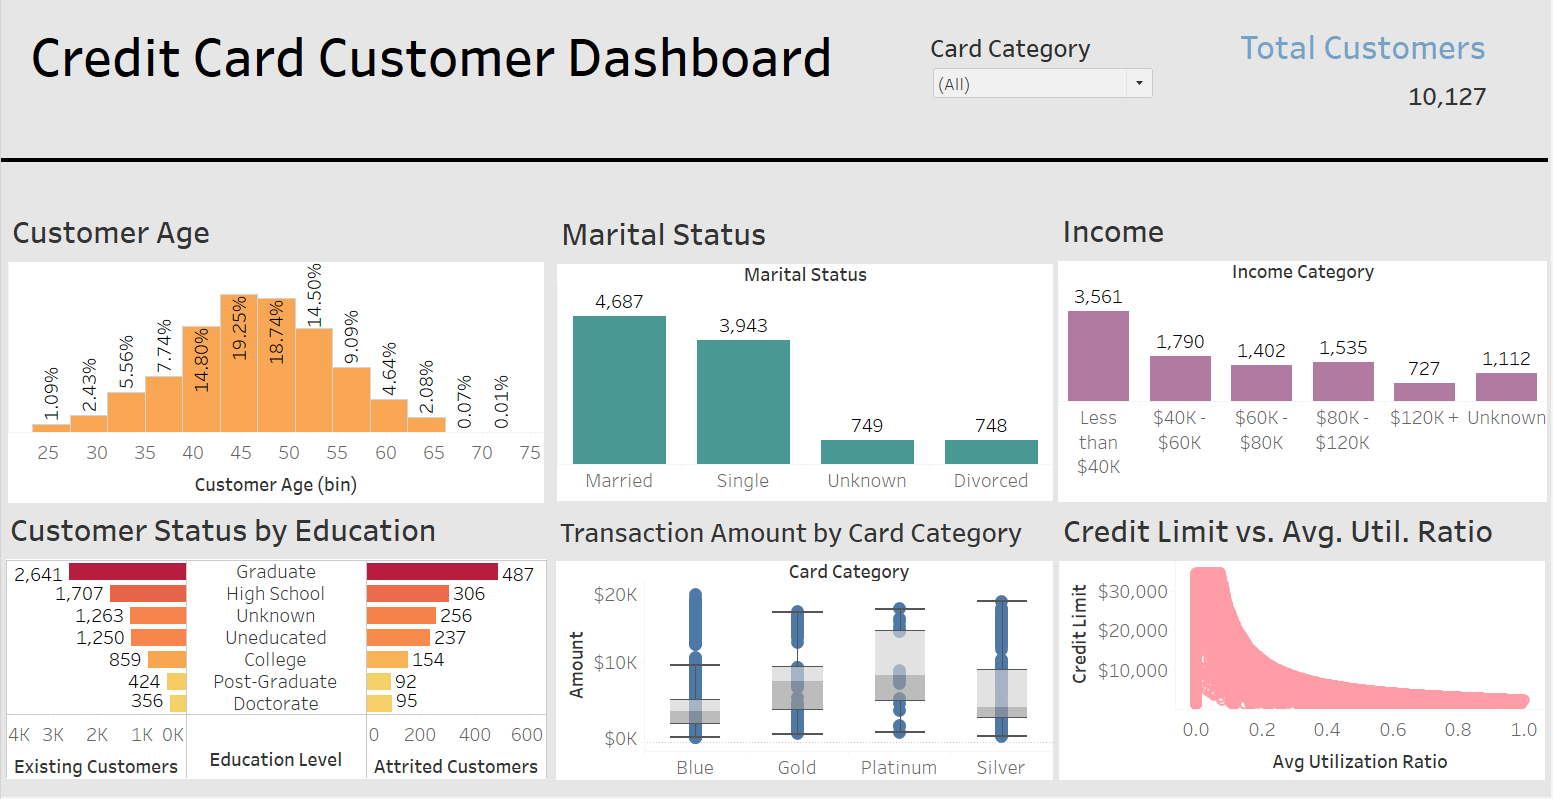 Credit Card Customer Dashboard
Card Category
(All)
Total Customers
10,127
Customer Age
1.09%
2.43%
5.56%
7.74%
14.80%
19.25%
18.74%
14.50%
9.09%
4.64%
2.08%
0.07%
0.01%
25 30 35 40 45 50 55 60 65 70 75
Customer Age (bin)
Marital Status
Marital Status
4,687
3,943
749
748
Married Single Unknown Divorced
Income
Income Category
3,561
1,790
1,402
1,535
727
1,112
Less
than
$40K
$40K -
$60K
$60K -
$80K
$80K -
$120K
$120K +
Unknown
Customer Status by Education
2,641 Graduate 487
1,707 High School 306
1,263 Unknown 256
1,250 Uneducated 237
859 College 154
424 Post-Graduate 92
356 Doctorate 95
4K 3K 2K 1K 0K
Existing Customers
Education Level
0 200 400 600
Attrited Customers
Transaction Amount by Card Category
Card Category
Amount
$20K
$10K
$0K
Blue Gold Platinum Silver
Credit Limit vs. Avg. Util. Ratio
Credit Limit
$30,000
$20,000
$10,000
0.0 0.2 0.4 0.6 0.8 1.0
Avg Utilization Ratio